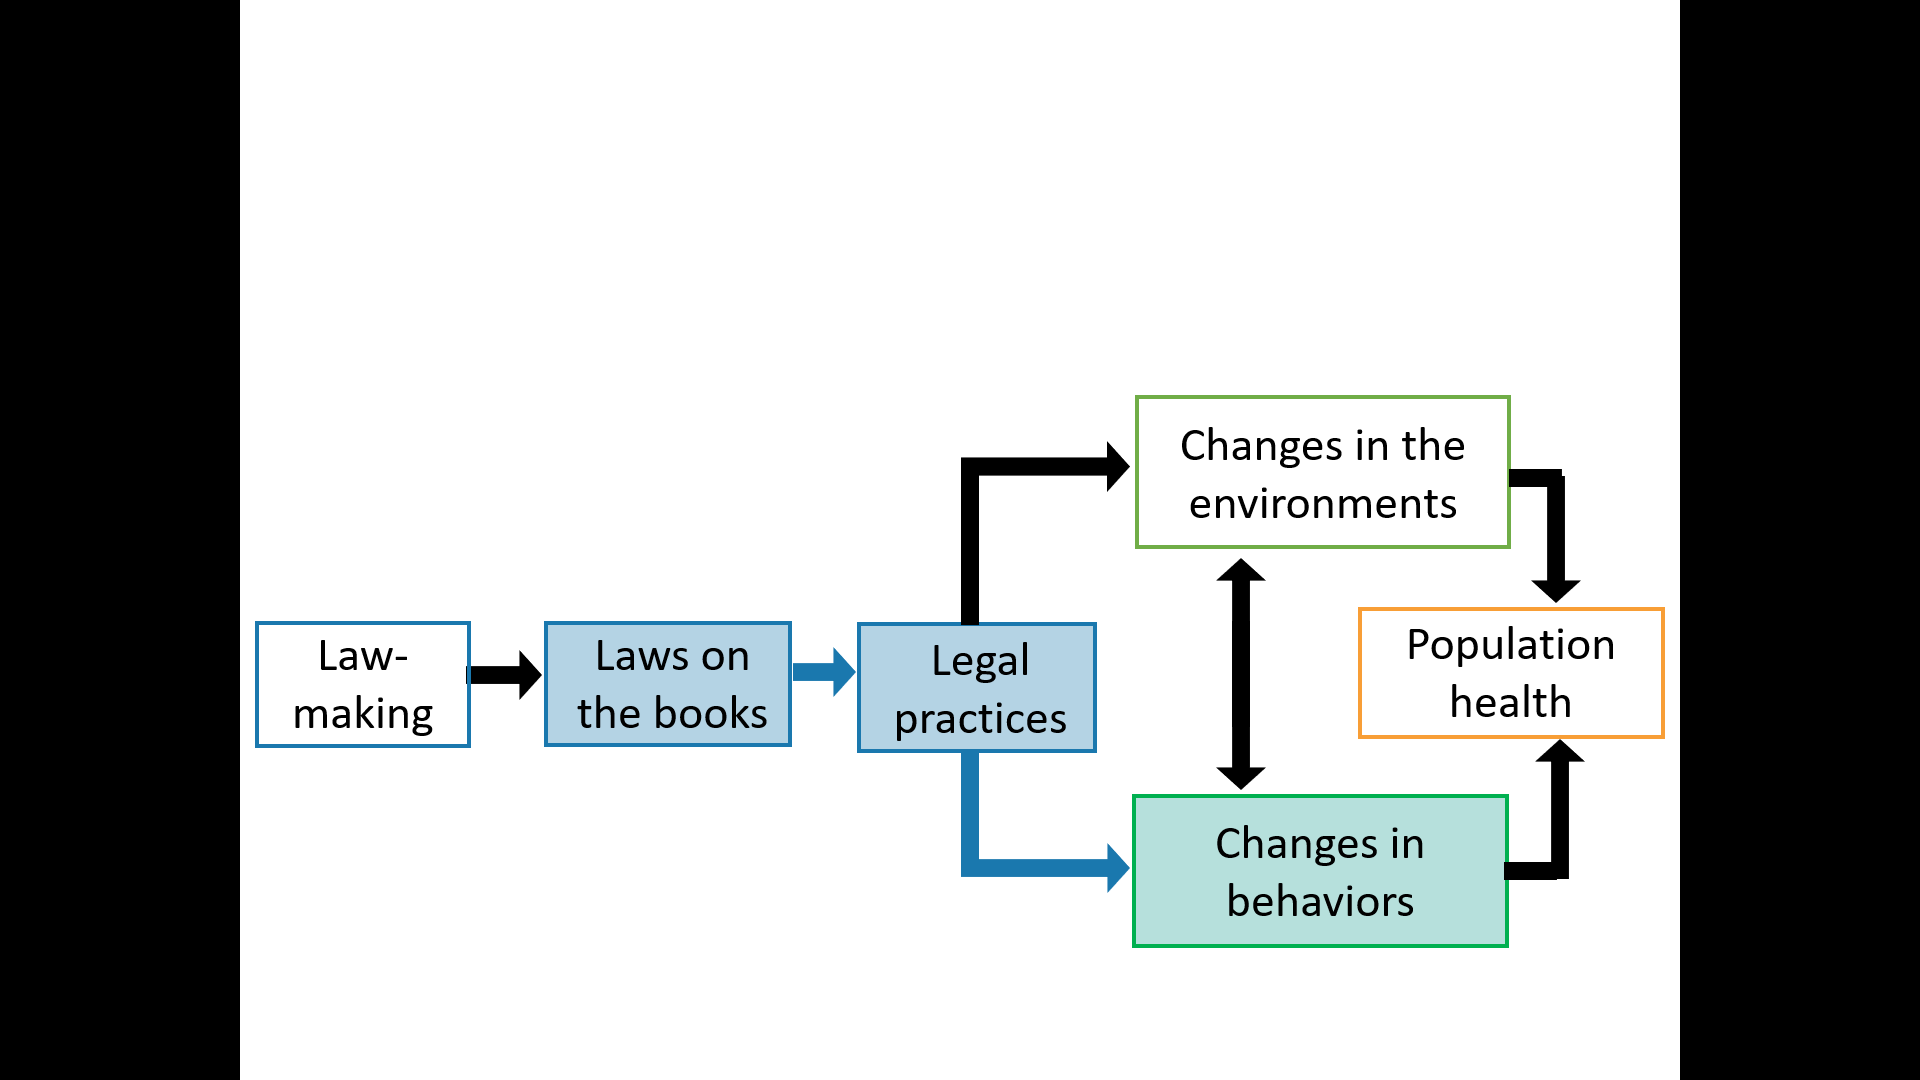 Changes in the
environments
Law-
making
Laws on
the books
Legal
practices
Population
health
Changes in
behaviors